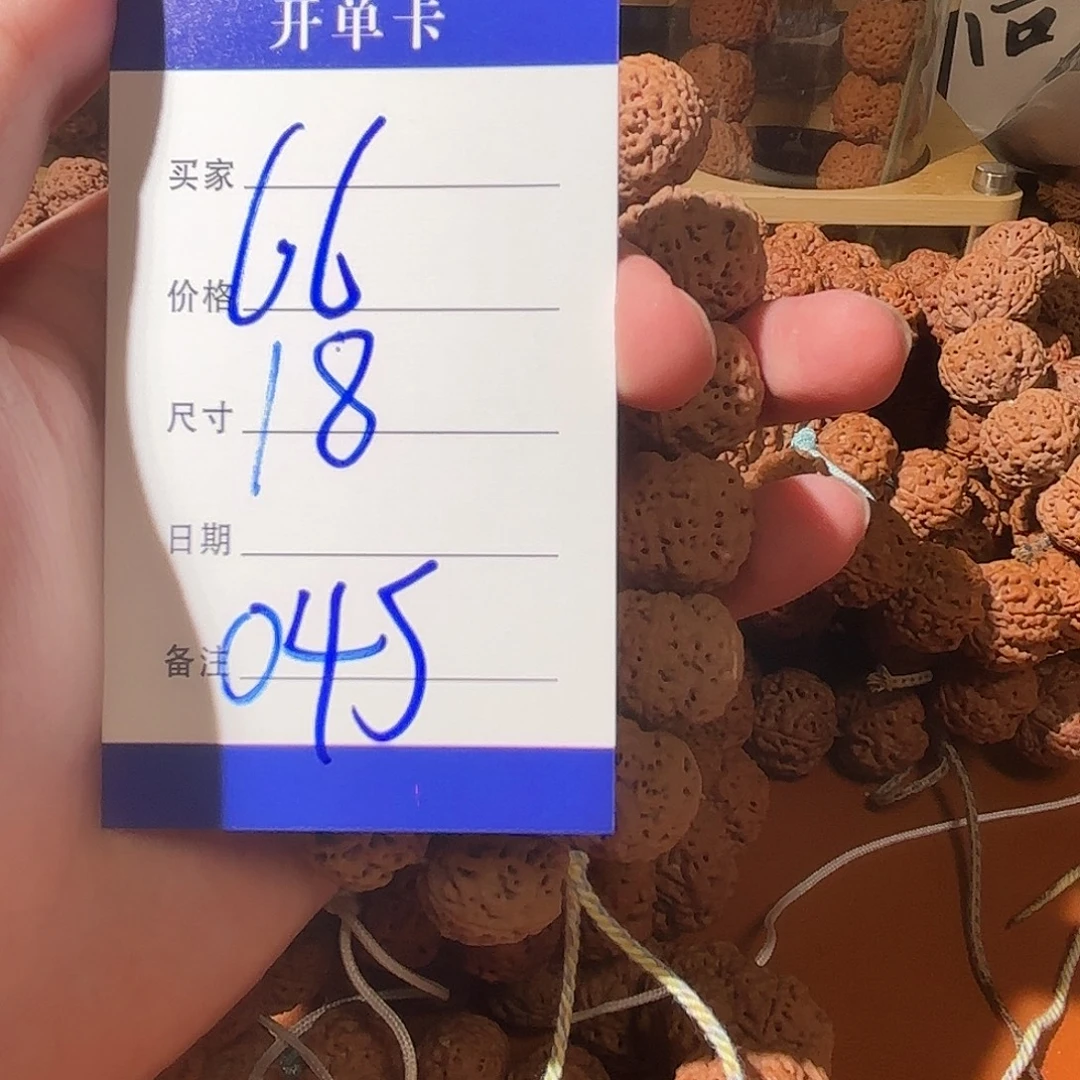 开单卡
买家
价格 66
尺寸 18
日期
备注 045